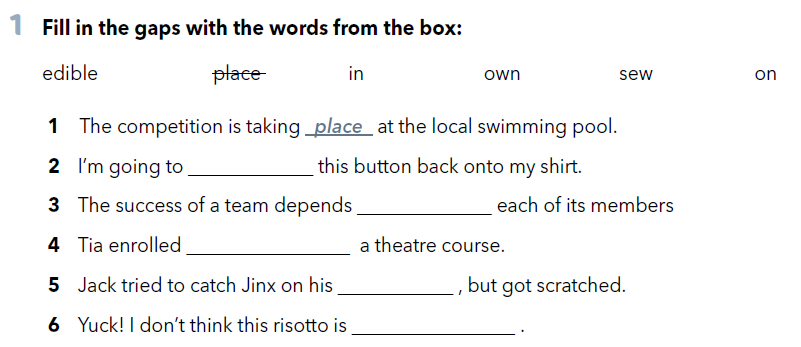 1 Fill in the gaps with the words from the box:
edible place in own sew on
1 The competition is taking _place_ at the local swimming pool.
2 I'm going to ____________ this button back onto my shirt.
3 The success of a team depends _____________ each of its members
4 Tia enrolled ________________ a theatre course.
5 Jack tried to catch Jinx on his ___________ , but got scratched.
6 Yuck! I don't think this risotto is ________________ .